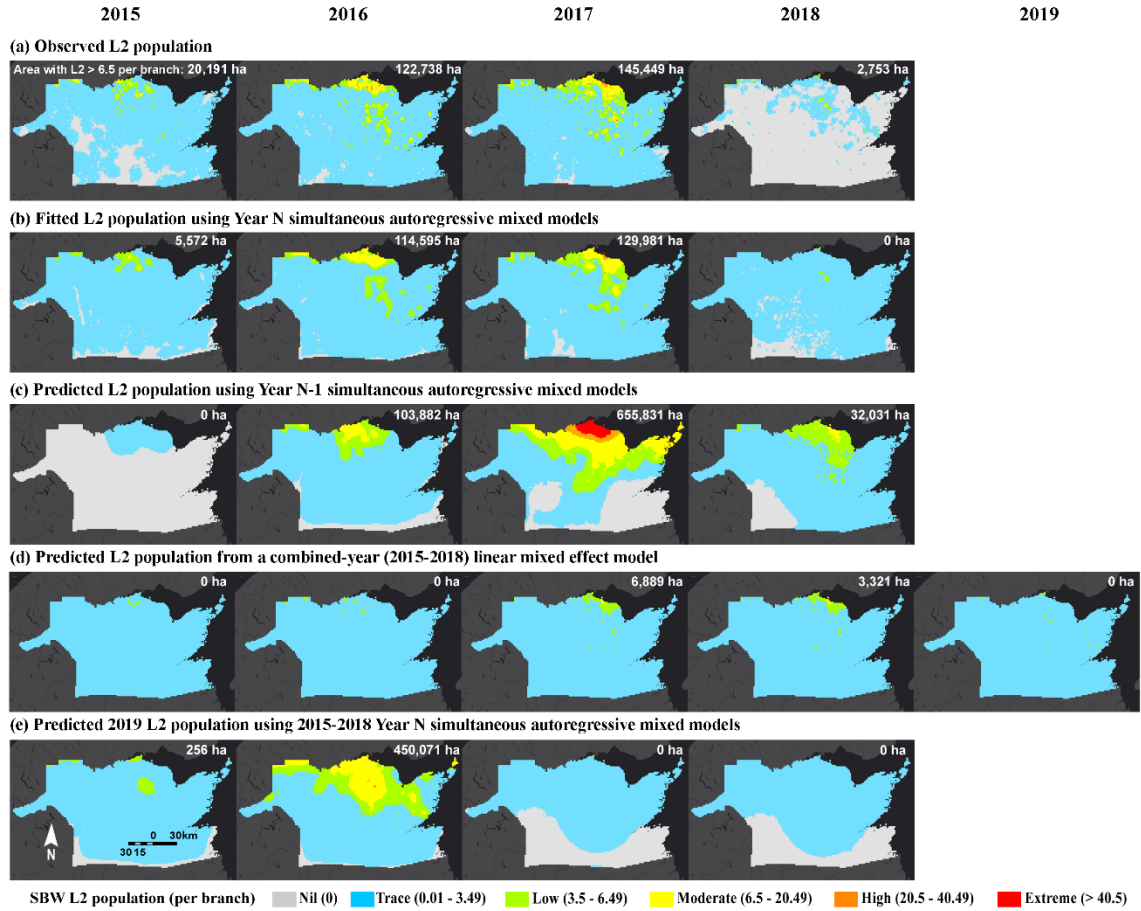 2015 2016 2017 2018 2019
(a) Observed L2 population
Area with L2 > 6.5 per branch: 20,191 ha 122,738 ha 145,449 ha 2,753 ha
(b) Fitted L2 population using Year N simultaneous autoregressive mixed models
5,572 ha 114,595 ha 129,981 ha 0 ha
(c) Predicted L2 population using Year N-1 simultaneous autoregressive mixed models
0 ha 103,882 ha 655,831 ha 32,031 ha
(d) Predicted L2 population from a combined-year (2015-2018) linear mixed effect model
0 ha 0 ha 6,889 ha 3,321 ha 0 ha
(e) Predicted 2019 L2 population using 2015-2018 Year N simultaneous autoregressive mixed models
256 ha 450,071 ha 0 ha 0 ha
0 30km
30 15
N
SBW L2 population (per branch) Nil (0) Trace (0.01 - 3.49) Low (3.5 - 6.49) Moderate (6.5 - 20.49) High (20.5 - 40.49) Extreme (> 40.5)